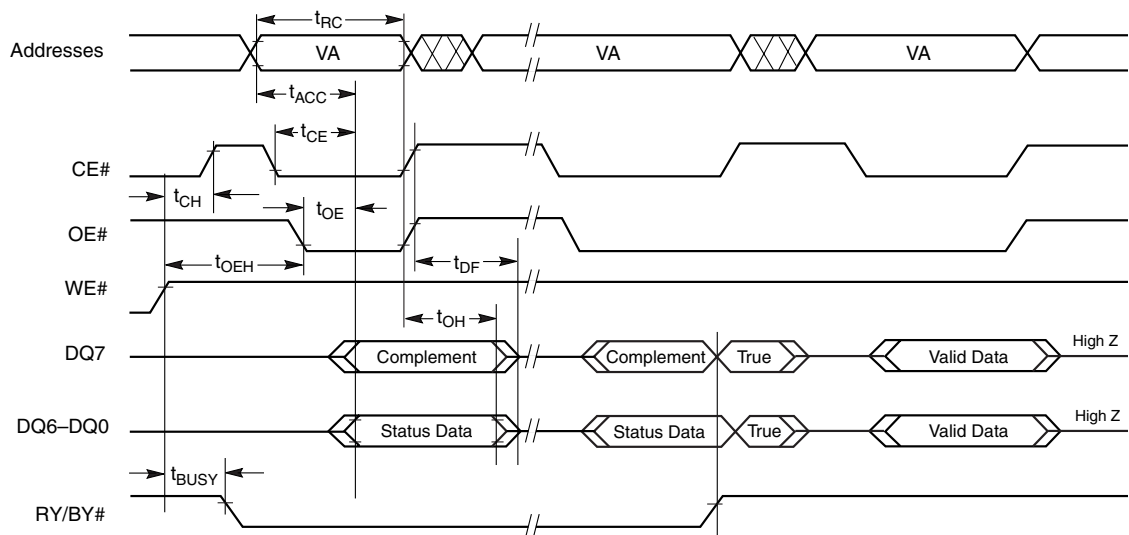 tRC
Addresses VA VA VA
tACC
tCE
CE#
tCH
tOE
OE#
tOEH
tDF
WE#
tOH
DQ7 Complement Complement True Valid Data High Z
DQ6–DQ0 Status Data Status Data True Valid Data High Z
tBUSY
RY/BY#